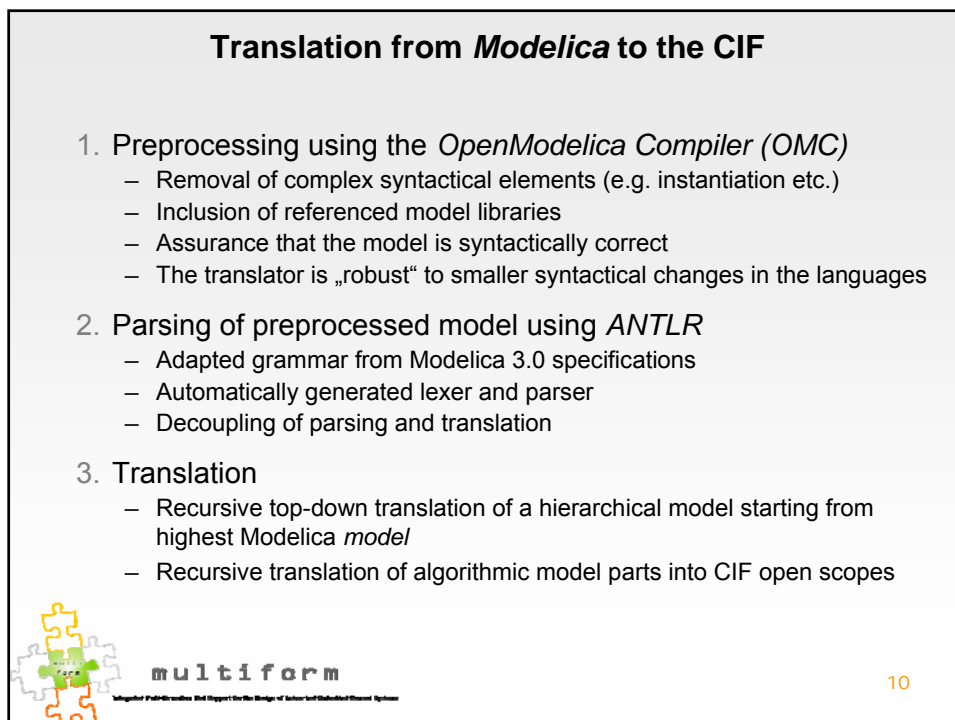 Translation from Modelica to the CIF
1. Preprocessing using the OpenModelica Compiler (OMC)
– Removal of complex syntactical elements (e.g. instantiation etc.)
– Inclusion of referenced model libraries
– Assurance that the model is syntactically correct
– The translator is „robust“ to smaller syntactical changes in the languages
2. Parsing of preprocessed model using ANTLR
– Adapted grammar from Modelica 3.0 specifications
– Automatically generated lexer and parser
– Decoupling of parsing and translation
3. Translation
– Recursive top-down translation of a hierarchical model starting from
highest Modelica model
– Recursive translation of algorithmic model parts into CIF open scopes
multi
form
multiform
10